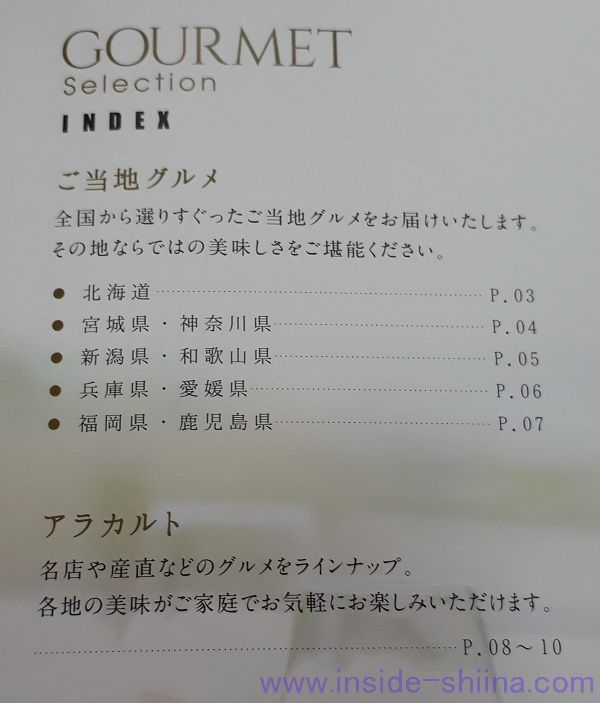 GOURMET
Selection
INDEX
ご当地グルメ
全国から選りすぐったご当地グルメをお届けいたします。
その地ならではの美味しさをご堪能ください。
● 北海道 P.03
● 宮城県・神奈川県 P.04
● 新潟県・和歌山県 P.05
● 兵庫県・愛媛県 P.06
● 福岡県・鹿児島県 P.07
アラカルト
名店や産直などのグルメをラインナップ。
各地の美味がご家庭でお気軽にお楽しみいただけます。
P.08〜10
www.inside-shiina.com